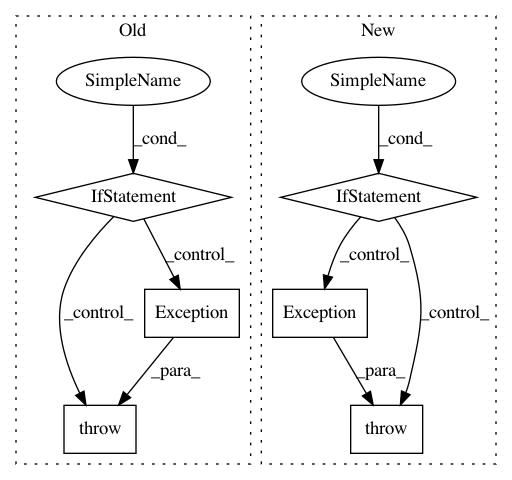 Old
SimpleName
_cond_
IfStatement
_control_
_control_
Exception
_para_
throw
New
SimpleName
_cond_
IfStatement
_control_
_control_
Exception
_para_
throw